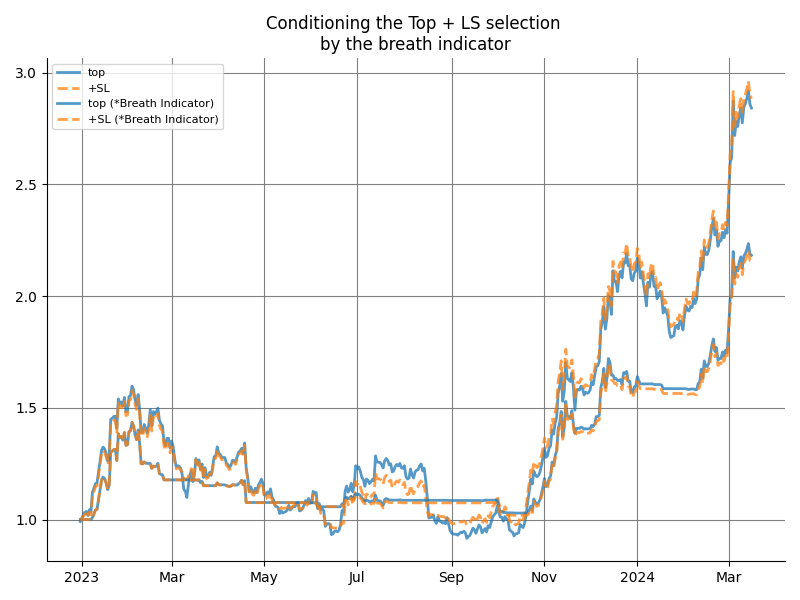 Conditioning the Top + LS selection
by the breath indicator
top
+SL
top (*Breath Indicator)
+SL (*Breath Indicator)
3.0
2.5
2.0
1.5
1.0
2023
Mar
May
Jul
Sep
Nov
2024
Mar